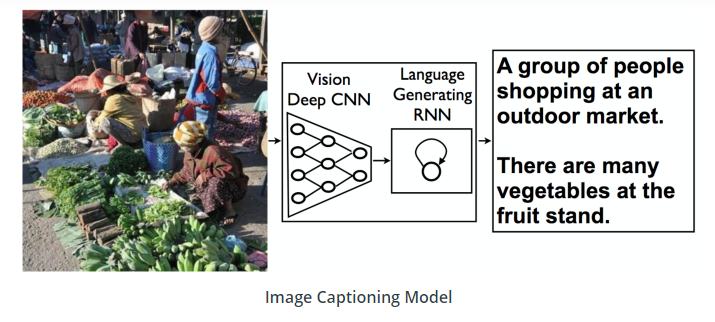 Vision
Deep CNN
Language
Generating
RNN
A group of people
shopping at an
outdoor market.
There are many
vegetables at the
fruit stand.
Image Captioning Model